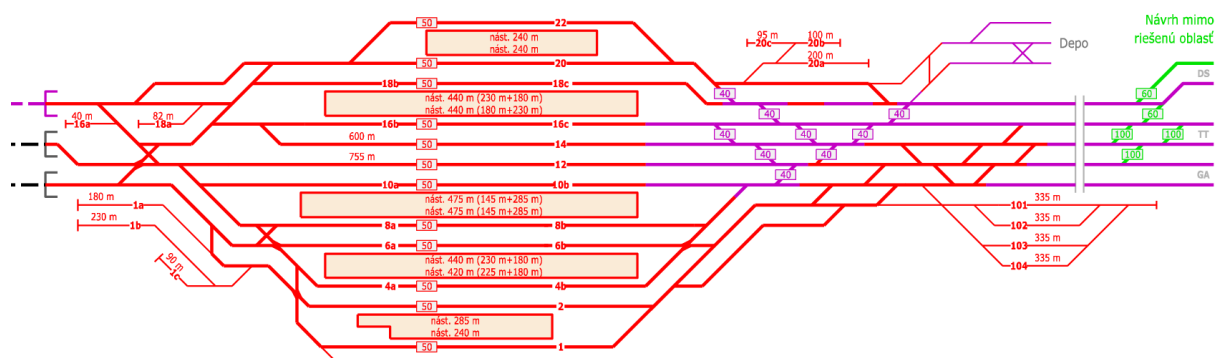 50 22
nást. 240 m
nást. 240 m
95 m 100 m
20c 20b
Návrh mimo
riešenú oblasť
Depo
50 20
200 m
20a
DS
18b 50 18c
nást. 440 m (230 m+180 m)
nást. 440 m (180 m+230 m)
40
60
40 m 82 m
16a 18a
40 40
60
16b 50 16c
600 m
40 40 40 40
100 100
TT
50 14
755 m
40 40
100
50 12
40
GA
10a 50 10b
180 m
1a
nást. 475 m (145 m+285 m)
nást. 475 m (145 m+285 m)
335 m
101
230 m
1b
8a 50 8b
335 m
102
6a 50 6b
335 m
103
90 m
1c
nást. 440 m (230 m+180 m)
nást. 420 m (225 m+180 m)
335 m
104
4a 50 4b
50 2
nást. 285 m
nást. 240 m
50 1